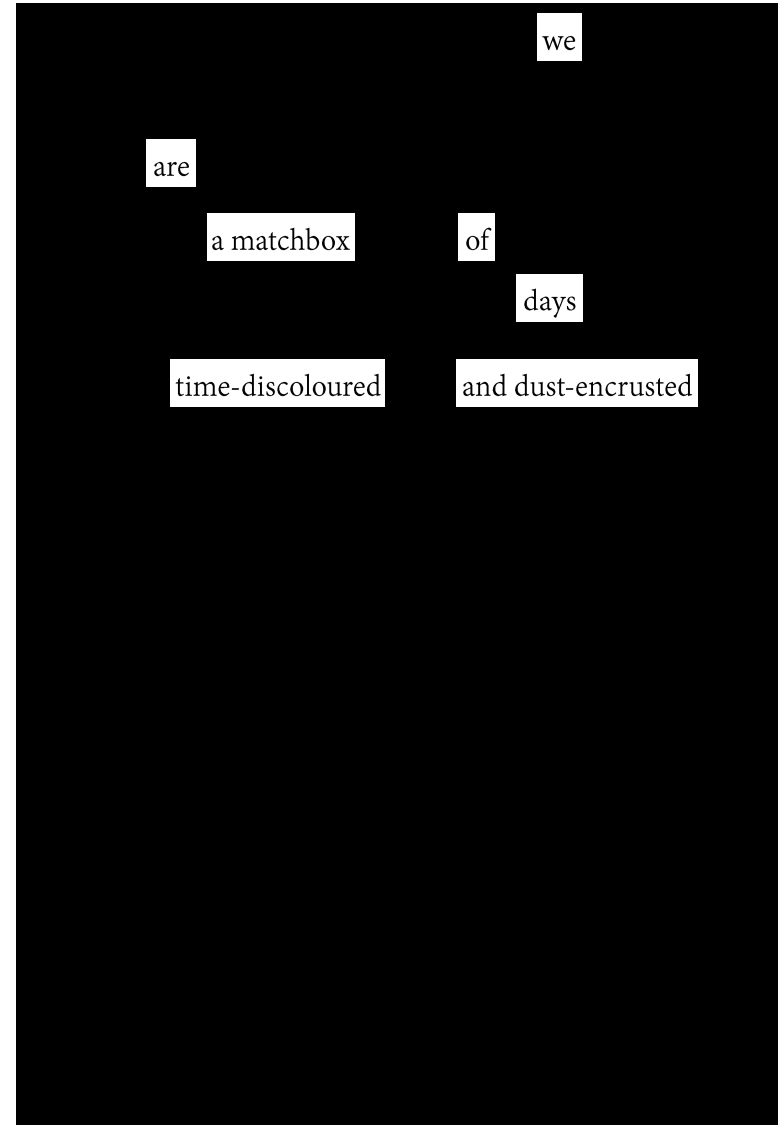 we
are
a matchbox of
days
time-discoloured and dust-encrusted